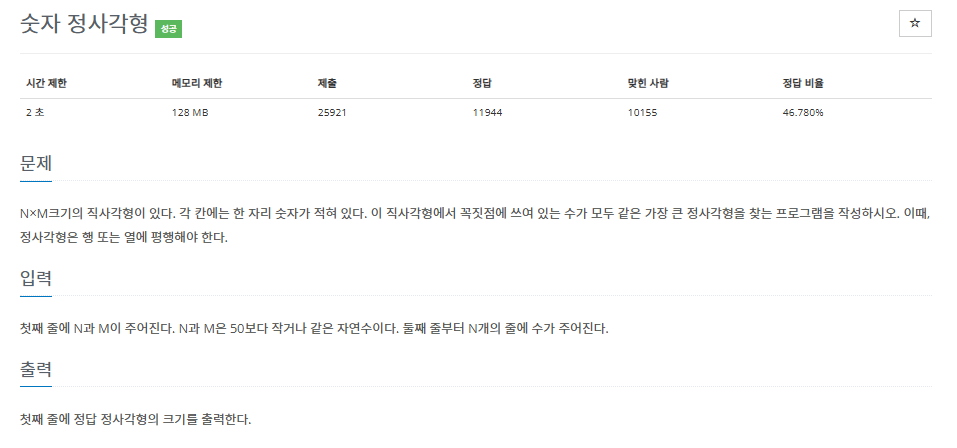 숫자 정사각형 성공
☆
시간 제한 메모리 제한 제출 정답 맞힌 사람 정답 비율
2 초 128 MB 25921 11944 10155 46.780%
문제
N×M크기의 직사각형이 있다. 각 칸에는 한 자리 숫자가 적혀 있다. 이 직사각형에서 꼭짓점에 쓰여 있는 수가 모두 같은 가장 큰 정사각형을 찾는 프로그램을 작성하시오. 이때,
정사각형은 행 또는 열에 평행해야 한다.
입력
첫째 줄에 N과 M이 주어진다. N과 M은 50보다 작거나 같은 자연수이다. 둘째 줄부터 N개의 줄에 수가 주어진다.
출력
첫째 줄에 정답 정사각형의 크기를 출력한다.